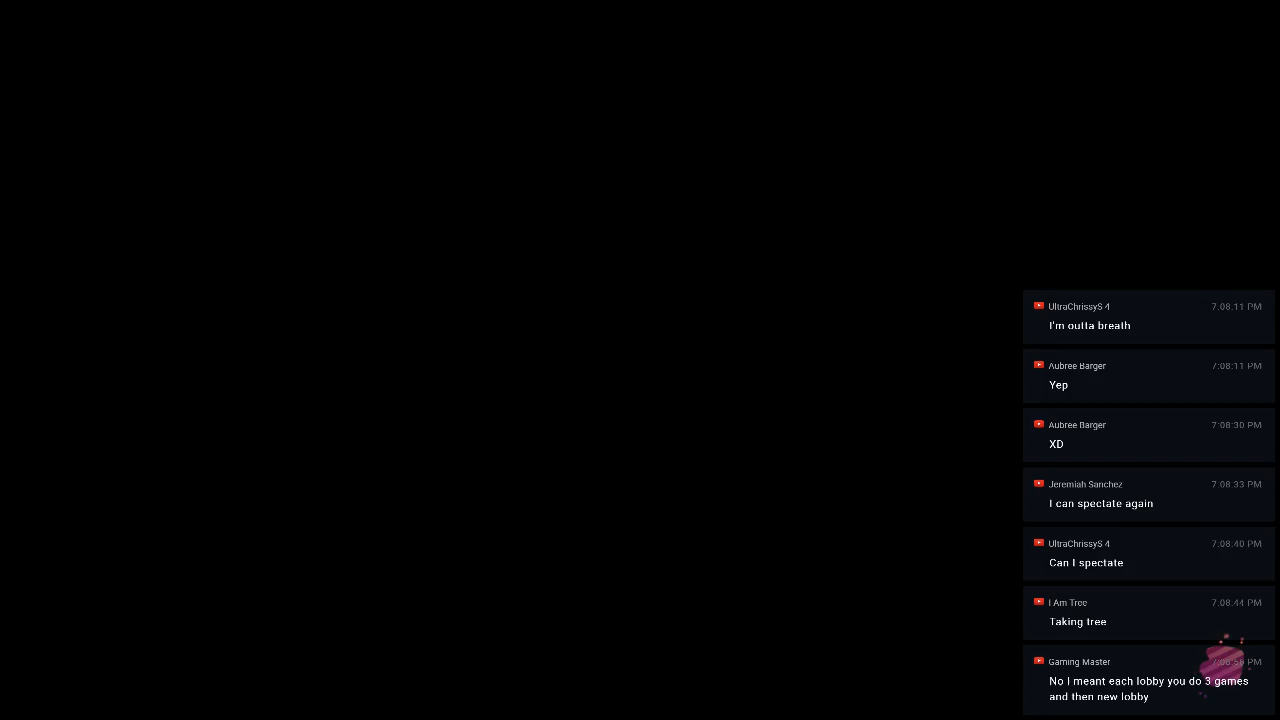 UltraChrissyS 4 7:08:11 PM
I'm outta breath
Aubree Barger 7:08:11 PM
Yep
Aubree Barger 7:08:30 PM
XD
Jeremiah Sanchez 7:08:33 PM
I can spectate again
UltraChrissyS 4 7:08:40 PM
Can I spectate
I Am Tree 7:08:44 PM
Taking tree
Gaming Master PM
No I meant each lobby you do 3 games
and then new lobby